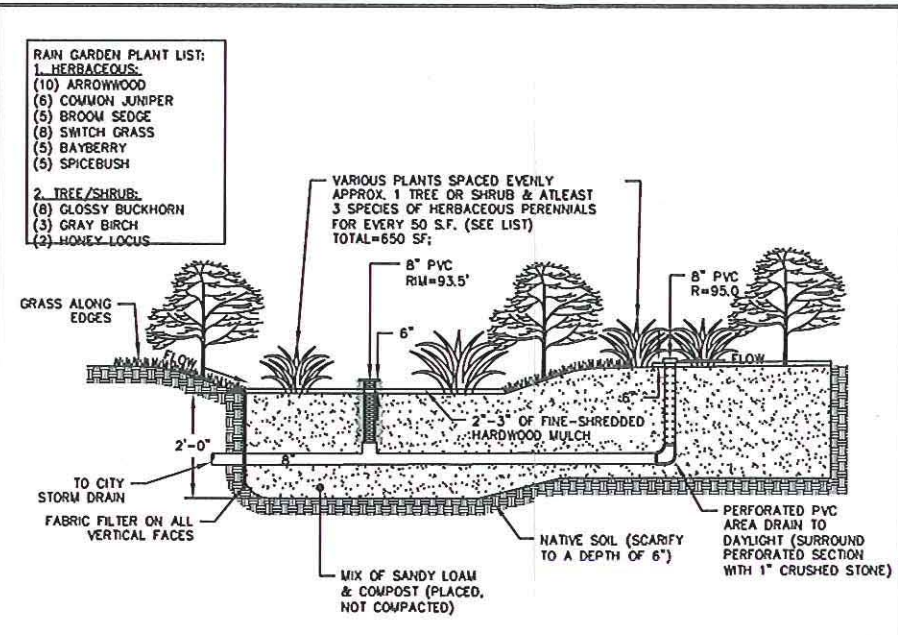 RAIN GARDEN PLANT LIST:
1. HERBACEOUS:
(10) ARROWWOOD
(6) COMMON JUNIPER
(5) BROOM SEDGE
(8) SWITCH GRASS
(5) BAYBERRY
(5) SPICEBUSH
2. TREE/SHRUB:
(8) GLOSSY BUCKHORN
(3) GRAY BIRCH
(2) HONEY LOCUS
VARIOUS PLANTS SPACED EVENLY
APPROX. 1 TREE OR SHRUB & ATLEAST
3 SPECIES OF HERBACEOUS PERENNIALS
FOR EVERY 50 S.F. (SEE LIST)
TOTAL=650 SF;
8" PVC
RIM=93.5'
8" PVC
R=95.0
GRASS ALONG
EDGES
FLOW
6"
FLOW
6"
2"-3" OF FINE-SHREDDED
HARDWOOD MULCH
2'-0"
8"
TO CITY
STORM DRAIN
FABRIC FILTER ON ALL
VERTICAL FACES
MIX OF SANDY LOAM
& COMPOST (PLACED,
NOT COMPACTED)
NATIVE SOIL (SCARIFY
TO A DEPTH OF 6")
PERFORATED PVC
AREA DRAIN TO
DAYLIGHT (SURROUND
PERFORATED SECTION
WITH 1" CRUSHED STONE)